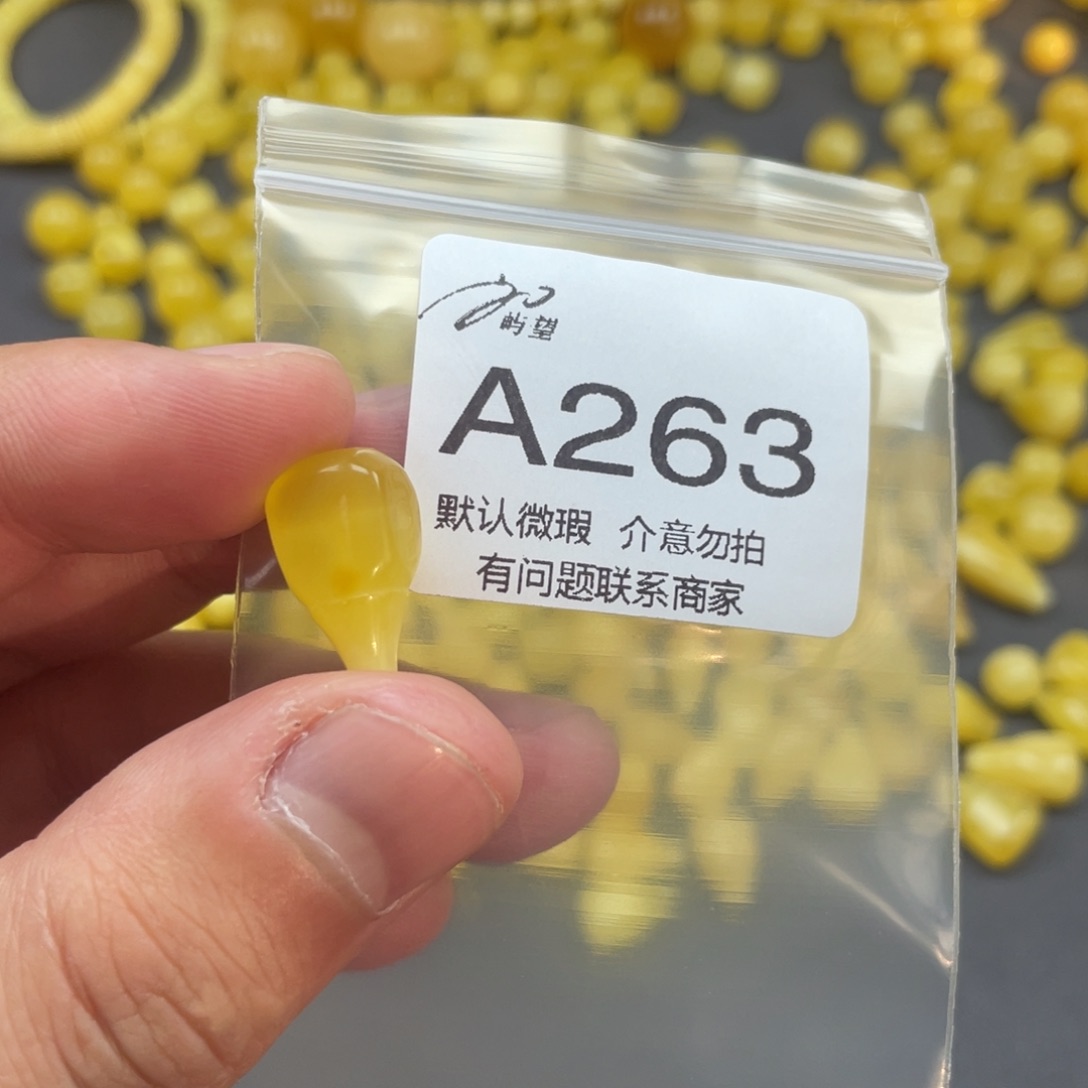 屿望
A263
默认微瑕 介意勿拍
有问题联系商家